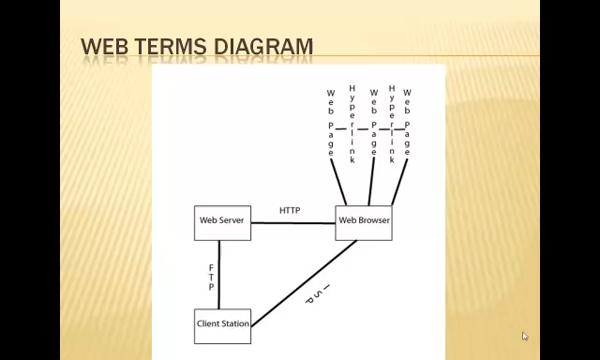 WEB TERMS DIAGRAM
Web Page
Hyperlink
Web Page
Hyperlink
Web Page
Web Server
HTTP
Web Browser
FTP
ISP
Client Station